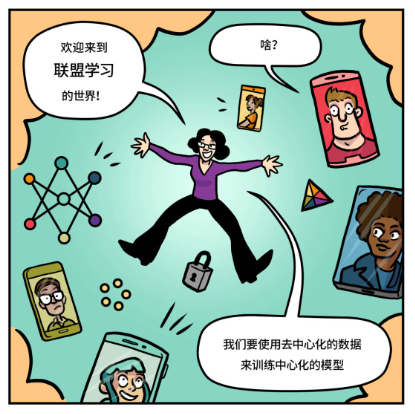 欢迎来到
联盟学习
的世界!
啥?
我们要使用去中心化的数据
来训练中心化的模型